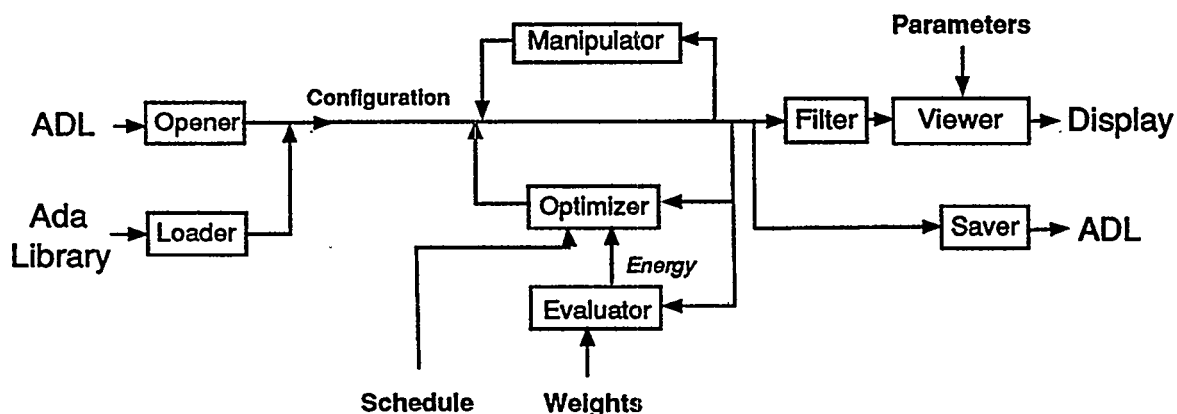 Parameters
Manipulator
Configuration
ADL
Opener
Filter
Viewer
Display
Ada
Library
Loader
Optimizer
Saver
ADL
Energy
Evaluator
Schedule
Weights